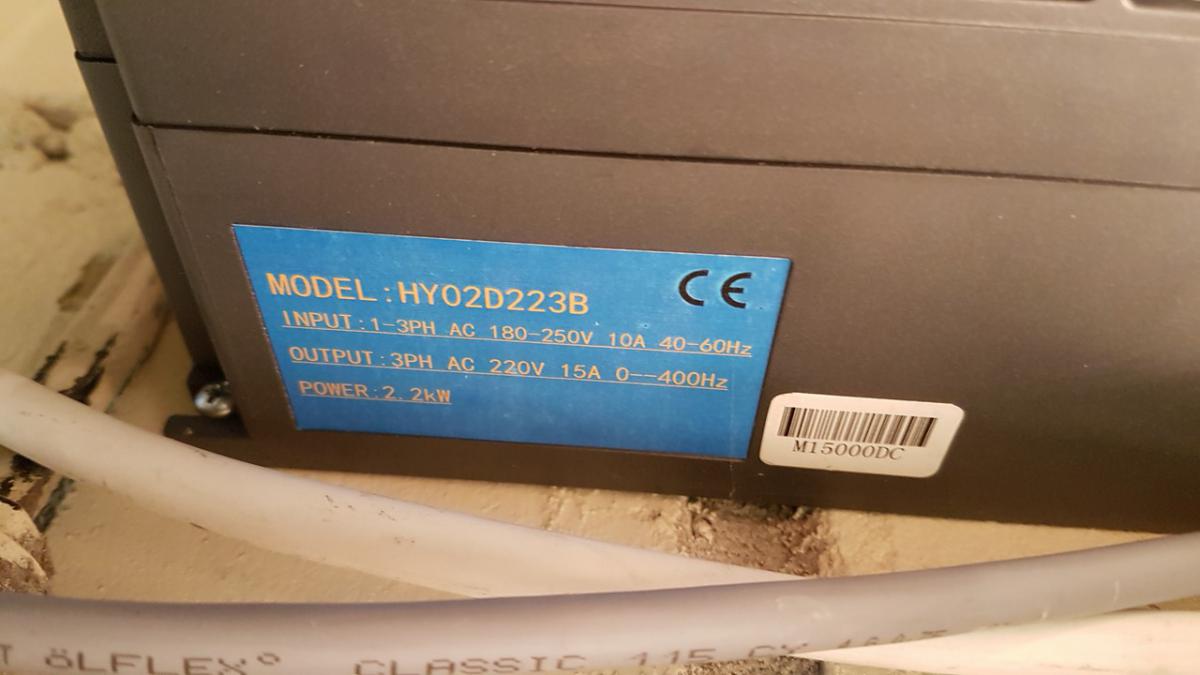 MODEL:HY02D223B
CE
INPUT:1-3PH AC 180-250V 10A 40-60Hz
OUTPUT:3PH AC 220V 15A 0--400Hz
POWER:2.2kW
M15000DC
ÖLFLEX® CLASSIC 115 CY